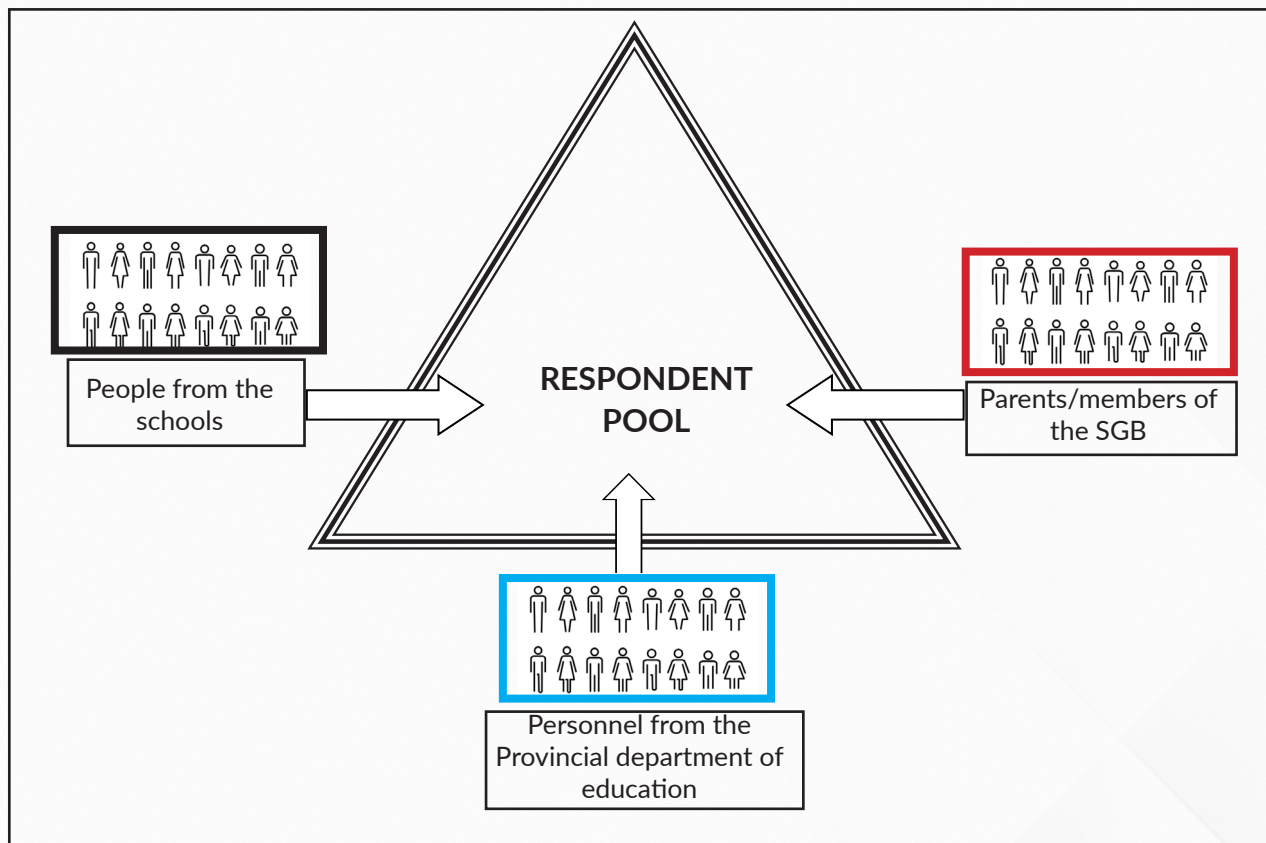 RESPONDENT
POOL
People from the
schools
Parents/members of
the SGB
Personnel from the
Provincial department of
education